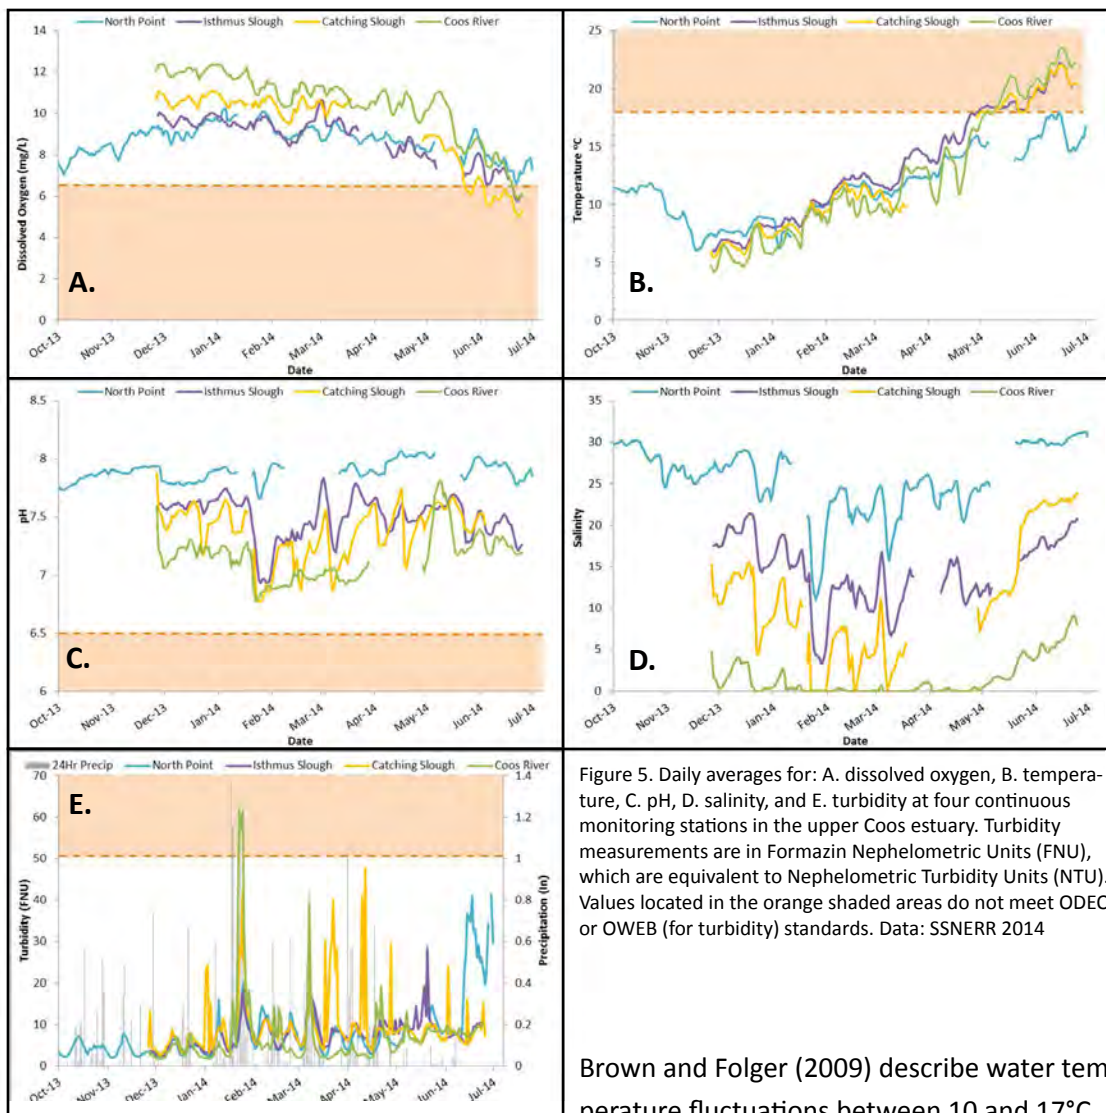 North Point Isthmus Slough Catching Slough Coos River
14
12
10
8
6
4
2
0
Dissolved Oxygen (mg/L)
A.
Oct-13 Nov-13 Dec-13 Jan-14 Feb-14 Mar-14 Apr-14 May-14 Jun-14 Jul-14
Date
North Point Isthmus Slough Catching Slough Coos River
25
20
15
10
5
0
Temperature °C
B.
Oct-13 Nov-13 Dec-13 Jan-14 Feb-14 Mar-14 Apr-14 May-14 Jun-14 Jul-14
Date
North Point Isthmus Slough Catching Slough Coos River
8.5
8
7.5
7
6.5
6
pH
C.
Oct-13 Nov-13 Dec-13 Jan-14 Feb-14 Mar-14 Apr-14 May-14 Jun-14 Jul-14
Date
North Point Isthmus Slough Catching Slough Coos River
35
30
25
20
15
10
5
0
Salinity
D.
Oct-13 Nov-13 Dec-13 Jan-14 Feb-14 Mar-14 Apr-14 May-14 Jun-14 Jul-14
Date
24Hr Precip North Point Isthmus Slough Catching Slough Coos River
70
60
50
40
30
20
10
0
Turbidity (FNU)
E.
1.4
1.2
1
0.8
0.6
0.4
0.2
0
Precipitation (in)
Oct-13 Nov-13 Dec-13 Jan-14 Feb-14 Mar-14 Apr-14 May-14 Jun-14 Jul-14
Figure 5. Daily averages for: A. dissolved oxygen, B. tempera-
ture, C. pH, D. salinity, and E. turbidity at four continuous
monitoring stations in the upper Coos estuary. Turbidity
measurements are in Formazin Nephelometric Units (FNU),
which are equivalent to Nephelometric Turbidity Units (NTU).
Values located in the orange shaded areas do not meet ODEQ
or OWEB (for turbidity) standards. Data: SSNERR 2014
Brown and Folger (2009) describe water tem
perature fluctuations between 10 and 17°C